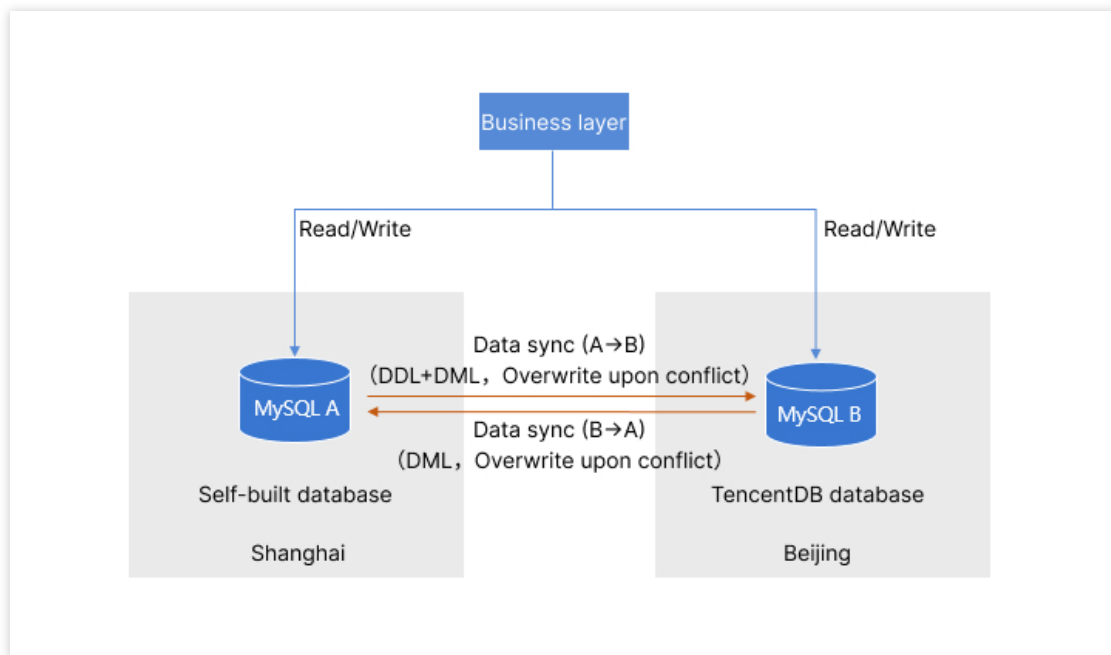 Business layer
Read/Write
Read/Write
Data sync (A→B)
（DDL+DML，Overwrite upon conflict）
MySQL A
MySQL B
Data sync (B→A)
（DML，Overwrite upon conflict）
Self-built database
TencentDB database
Shanghai
Beijing